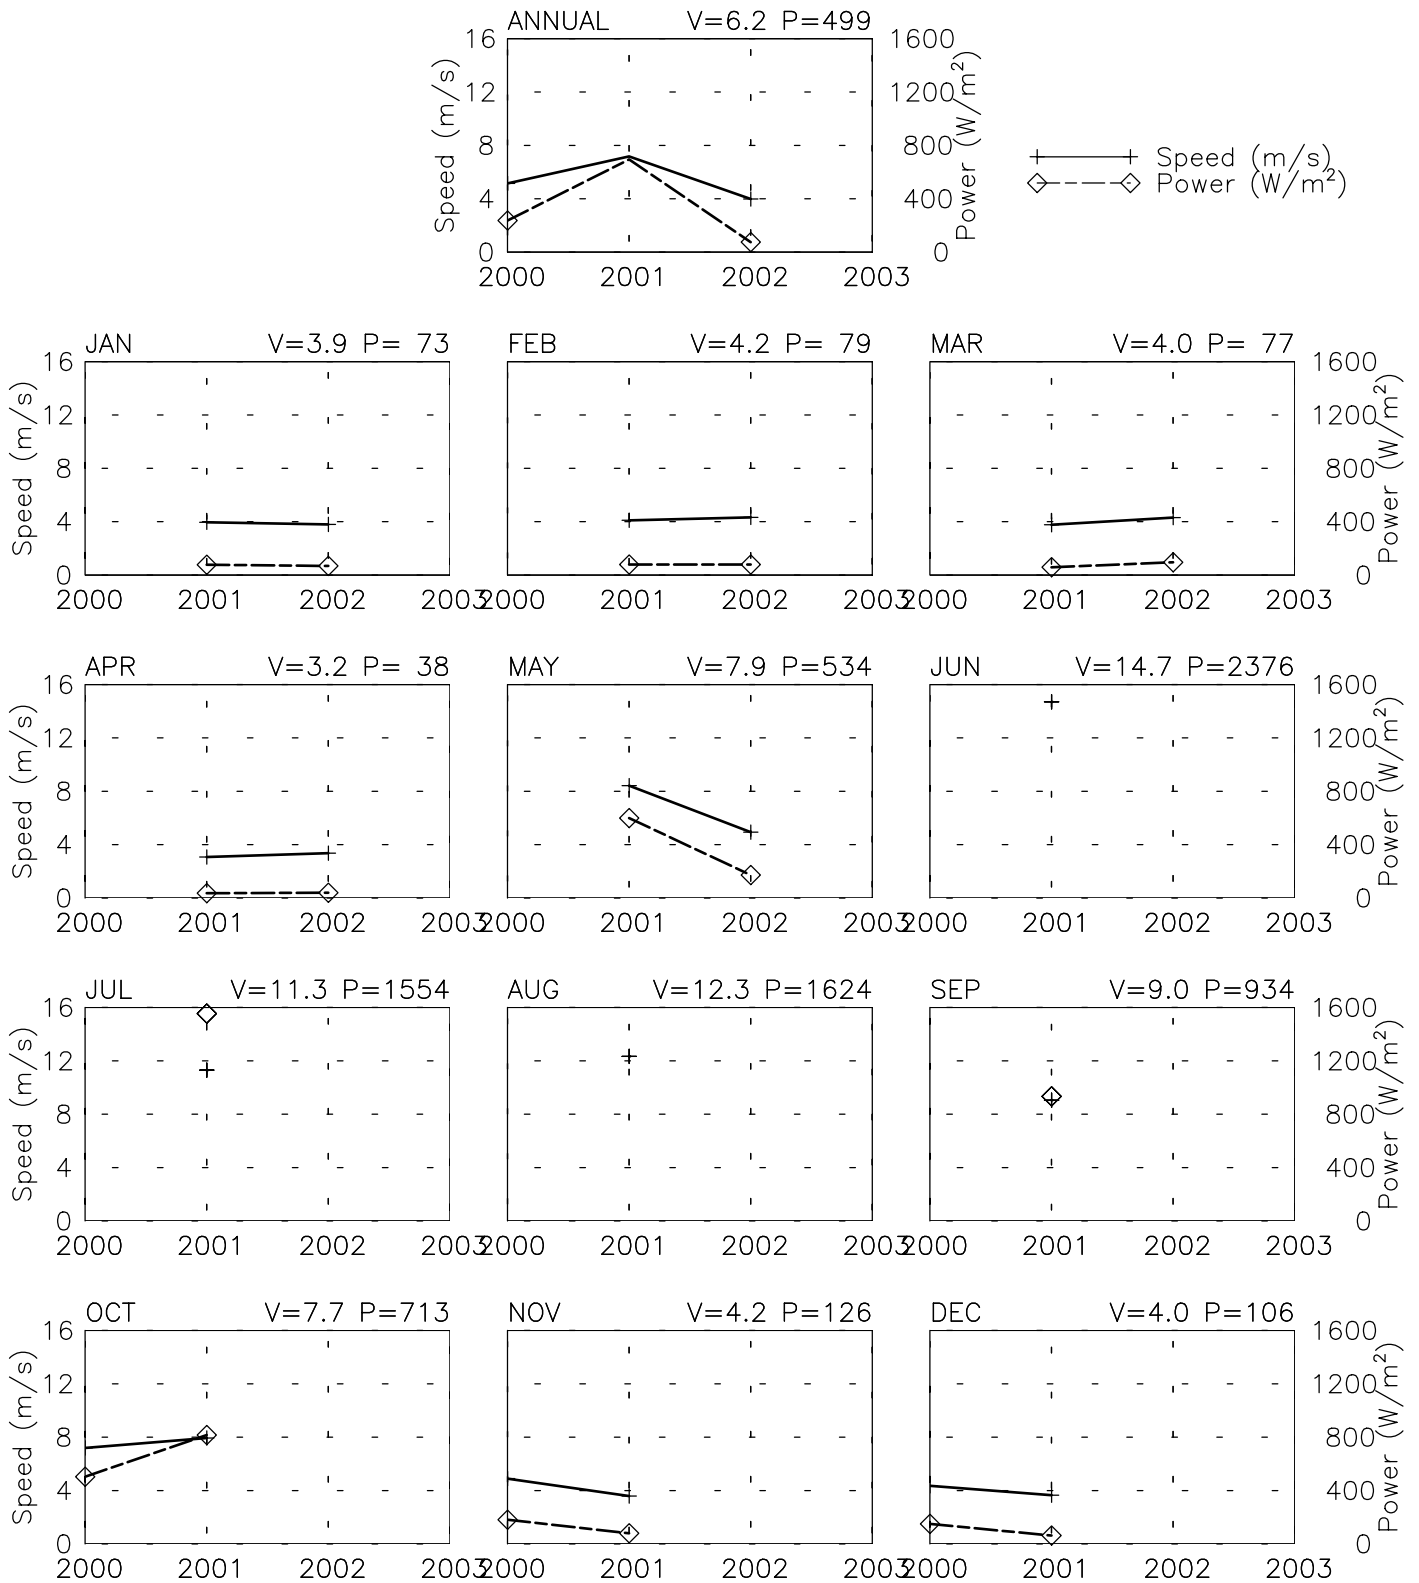 ANNUAL V=6.2 P=499
16 1600
12 1200
8 800
4 400
0 0
Speed (m/s)
Power (W/m²)
2000 2001 2002 2003
Speed (m/s)
Power (W/m²)
JAN V=3.9 P= 73
FEB V=4.2 P= 79
MAR V=4.0 P= 77
16 1600
12 1200
8 800
4 400
0 0
Speed (m/s)
Power (W/m²)
2000 2001 2002 2003 2000 2001 2002 2003 2000 2001 2002 2003
APR V=3.2 P= 38
MAY V=7.9 P=534
JUN V=14.7 P=2376
16 1600
12 1200
8 800
4 400
0 0
Speed (m/s)
Power (W/m²)
2000 2001 2002 2003 2000 2001 2002 2003 2000 2001 2002 2003
JUL V=11.3 P=1554
AUG V=12.3 P=1624
SEP V=9.0 P=934
16 1600
12 1200
8 800
4 400
0 0
Speed (m/s)
Power (W/m²)
2000 2001 2002 2003 2000 2001 2002 2003 2000 2001 2002 2003
OCT V=7.7 P=713
NOV V=4.2 P=126
DEC V=4.0 P=106
16 1600
12 1200
8 800
4 400
0 0
Speed (m/s)
Power (W/m²)
2000 2001 2002 2003 2000 2001 2002 2003 2000 2001 2002 2003